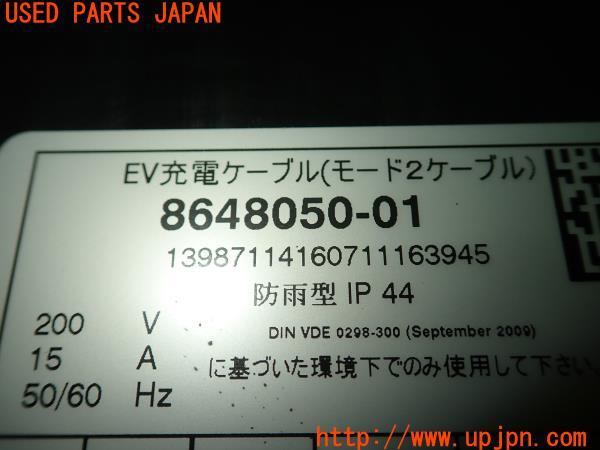 USED PARTS JAPAN
EV充電ケーブル(モード2ケーブル)
8648050-01
13987114160711163945
防雨型 IP 44
200 V
DIN VDE 0298-300 (September 2009)
15 A
に基づいた環境下でのみ使用して下さい。
50/60 Hz
http://www.upjpn.com